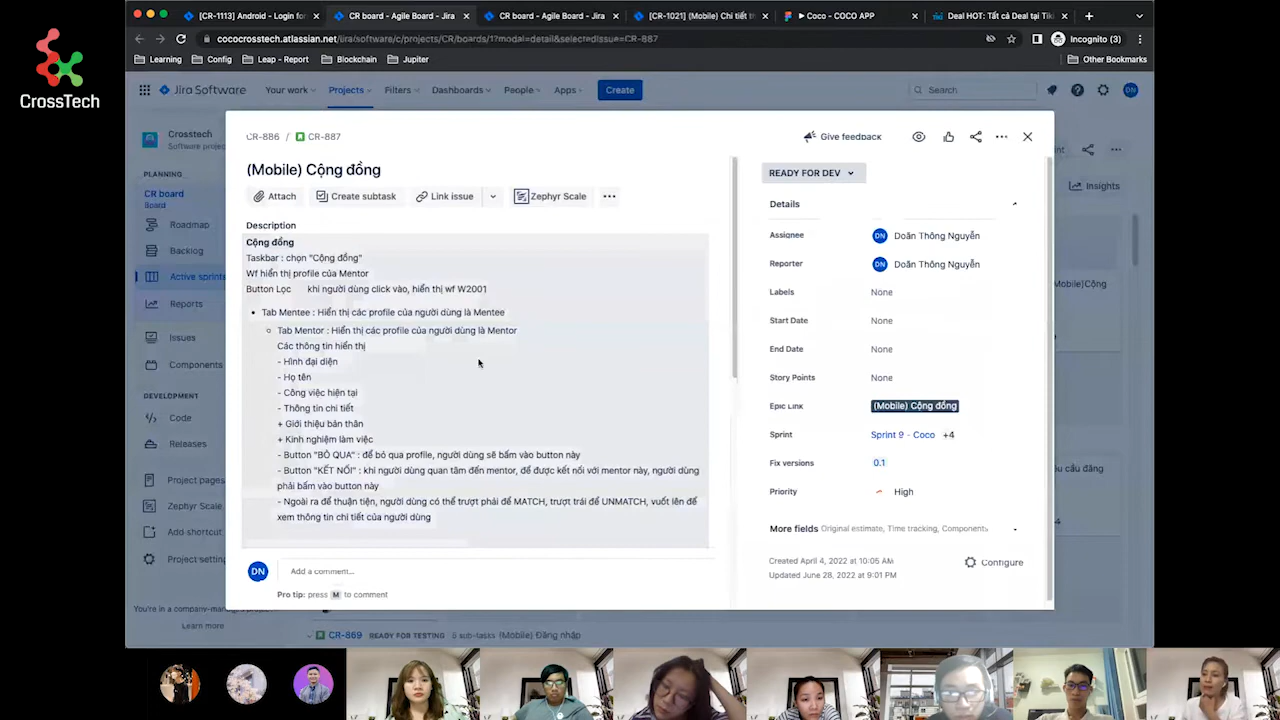 CrossTech
[CR-1113] Android - Login fo
CR board - Agile Board - Jira
CR board - Agile Board - Jira
[CR-1021] (Mobile) Chi tiết th
Coco - COCO APP
Deal HOT: Tất cả Deal tại Tiki
cococrosstech.atlassian.net/jira/software/c/projects/CR/boards/1?modal=detail&selectedIssue=CR-887
Incognito (3)
Learning
Config
Leap - Report
Blockchain
Jupiter
Other Bookmarks
Jira Software
Your work
Projects
Filters
Dashboards
People
Apps
Create
Search
DN
Crosstech
Software projec
PLANNING
CR board
Board
Roadmap
Backlog
Active sprints
Reports
Issues
Components
DEVELOPMENT
Code
Releases
Project pages
Zephyr Scale
Add shortcut
Project setting
You're in a company-managed
Learn more
CR-886 / CR-887
Give feedback
(Mobile) Cộng đồng
Attach
Create subtask
Link issue
Zephyr Scale
Description
Cộng đồng
Taskbar : chọn "Cộng đồng"
Wf hiển thị profile của Mentor
Button Lọc khi người dùng click vào, hiển thị wf W2001
• Tab Mentee : Hiển thị các profile của người dùng là Mentee
◦ Tab Mentor : Hiển thị các profile của người dùng là Mentor
Các thông tin hiển thị
- Hình đại diện
- Họ tên
- Công việc hiện tại
- Thông tin chi tiết
+ Giới thiệu bản thân
+ Kinh nghiệm làm việc
- Button "BỎ QUA" : để bỏ qua profile, người dùng sẽ bấm vào button này
- Button "KẾT NỐI" : khi người dùng quan tâm đến mentor, để được kết nối với mentor này, người dùng
phải bấm vào button này
- Ngoài ra để thuận tiện, người dùng có thể trượt phải để MATCH, trượt trái để UNMATCH, vuốt lên để
xem thông tin chi tiết của người dùng
DN
Add a comment...
Pro tip: press M to comment
READY FOR DEV
Details
Assignee
DN Doãn Thông Nguyễn
Reporter
DN Doãn Thông Nguyễn
Labels
None
Start Date
None
End Date
None
Story Points
None
Epic Link
(Mobile) Cộng đồng
Sprint
Sprint 9 - Coco +4
Fix versions
0.1
Priority
High
More fields Original estimate, Time tracking, Components
Created April 4, 2022 at 10:05 AM
Updated June 28, 2022 at 9:01 PM
Configure
Insights
Mobile)Cộng
cầu đăng
CR-869 READY FOR TESTING 6 sub-tasks (Mobile) Đăng nhập